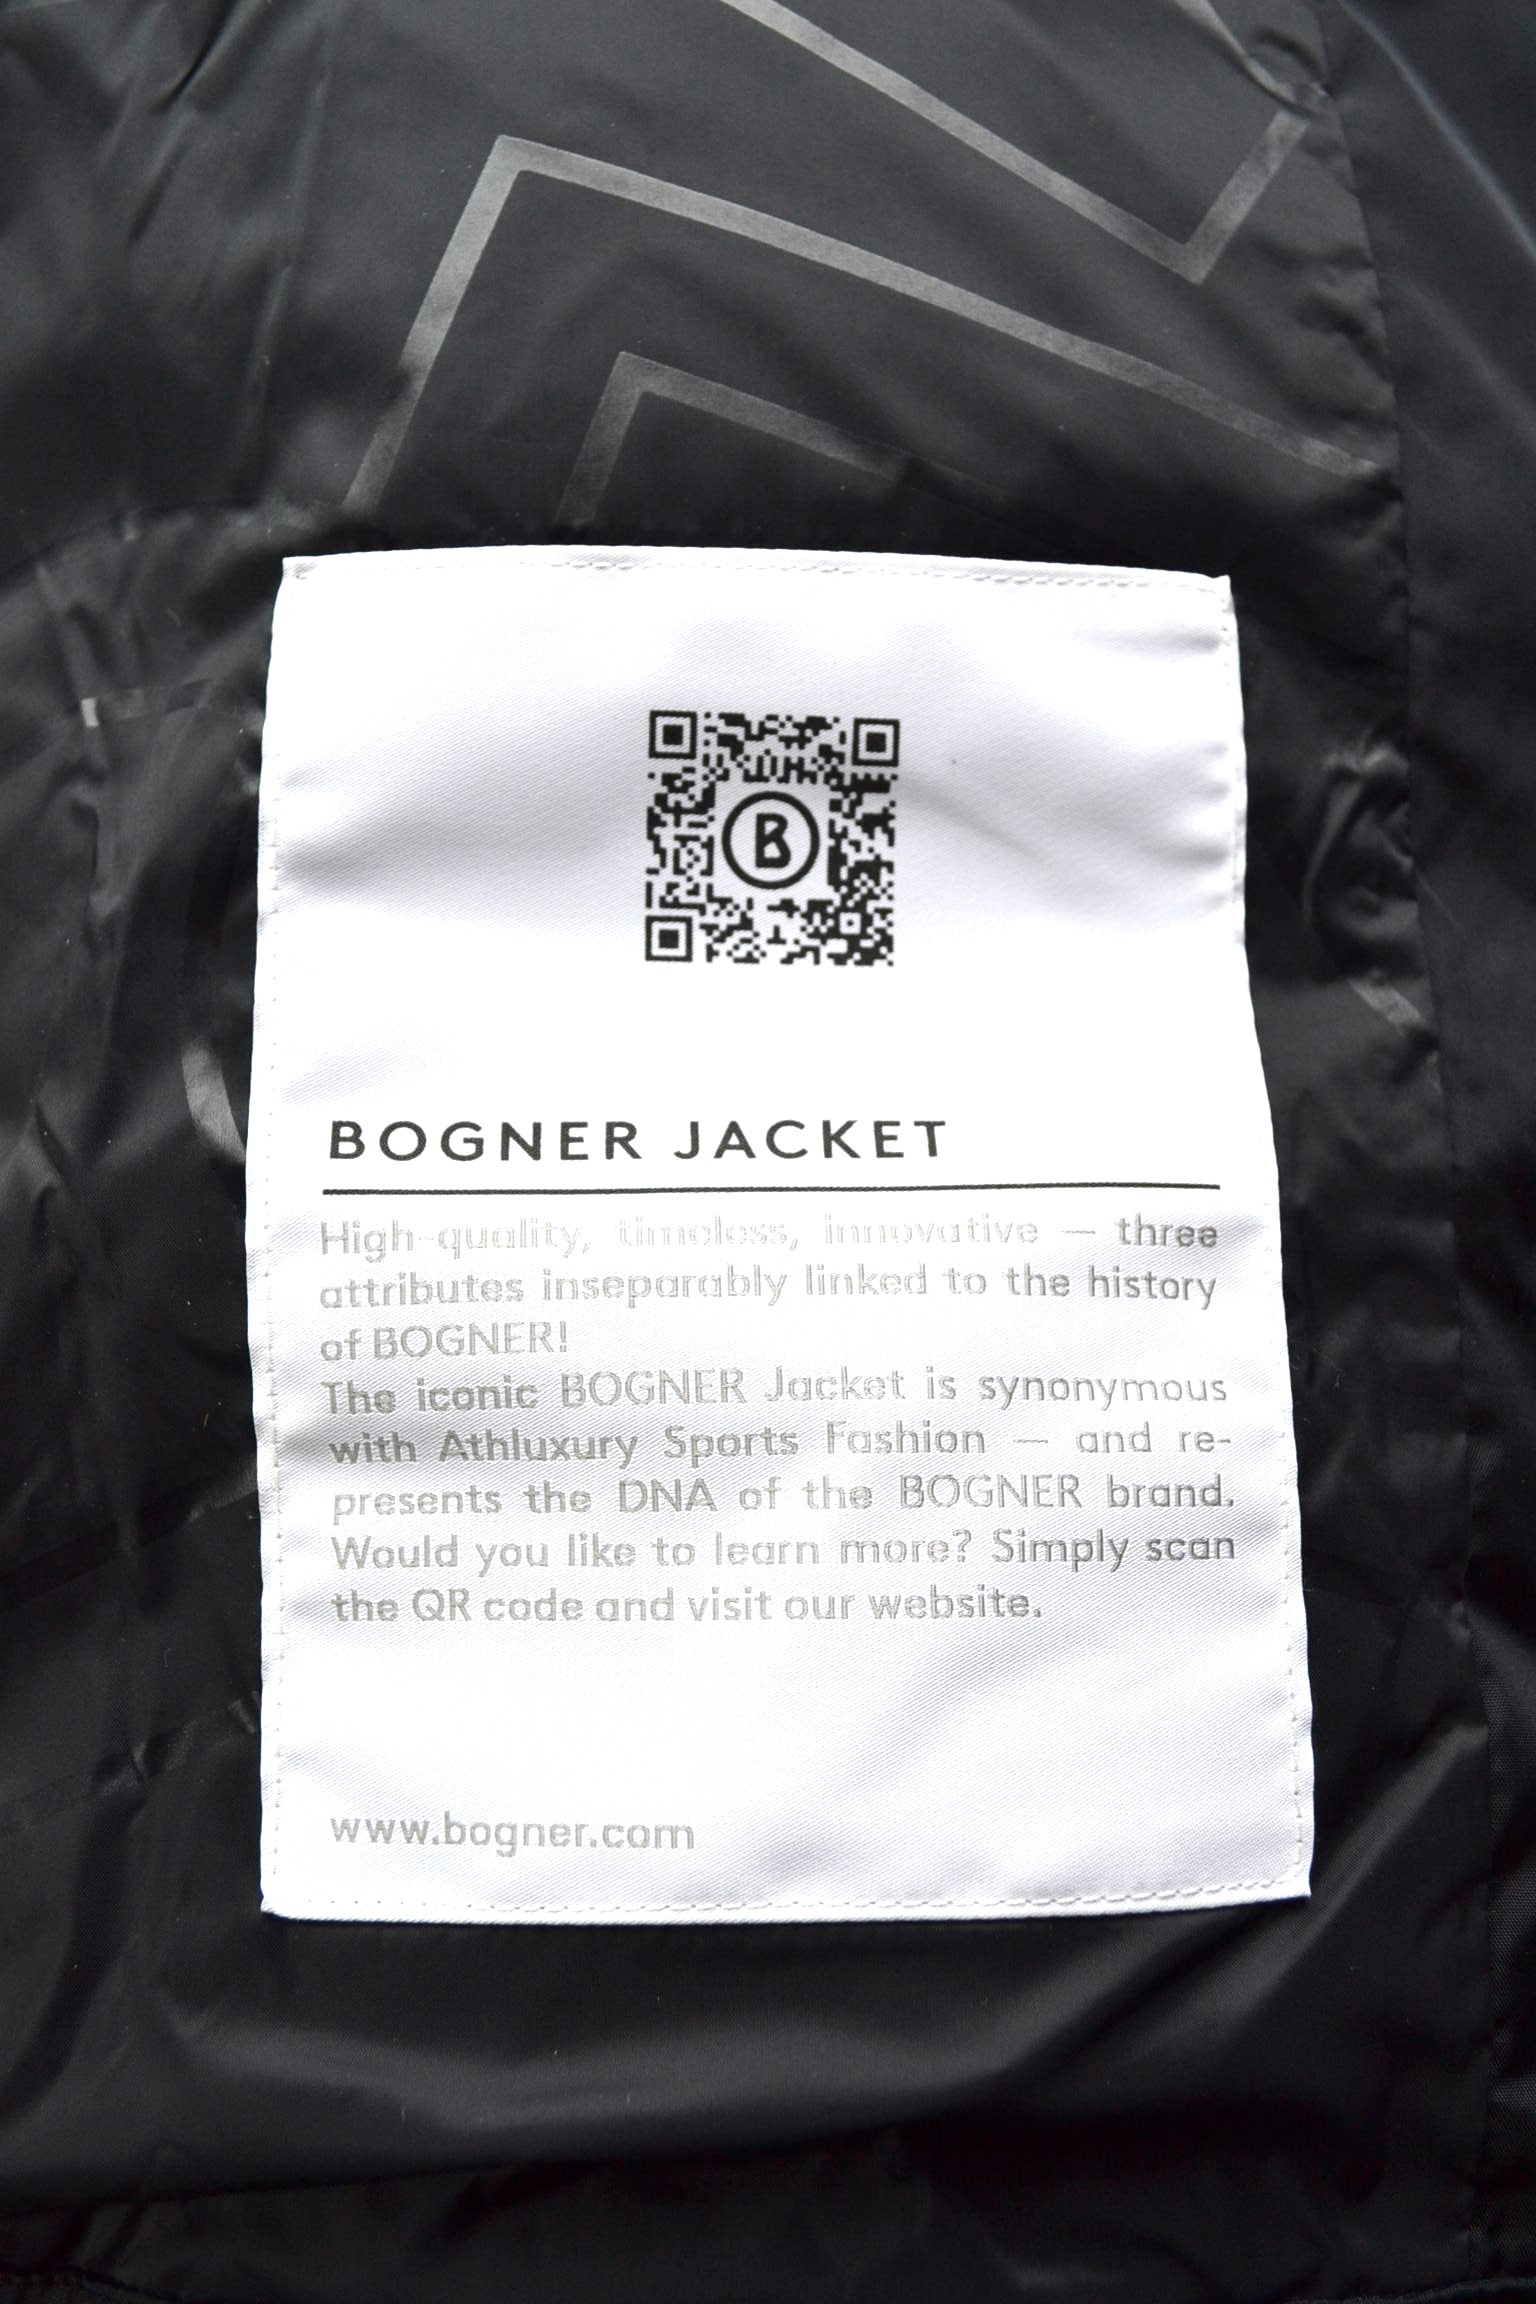 B
BOGNER JACKET
High-quality, timeless, innovative — three
attributes inseparably linked to the history
of BOGNER!
The iconic BOGNER Jacket is synonymous
with Athluxury Sports Fashion — and re-
presents the DNA of the BOGNER brand.
Would you like to learn more? Simply scan
the QR code and visit our website.
www.bogner.com